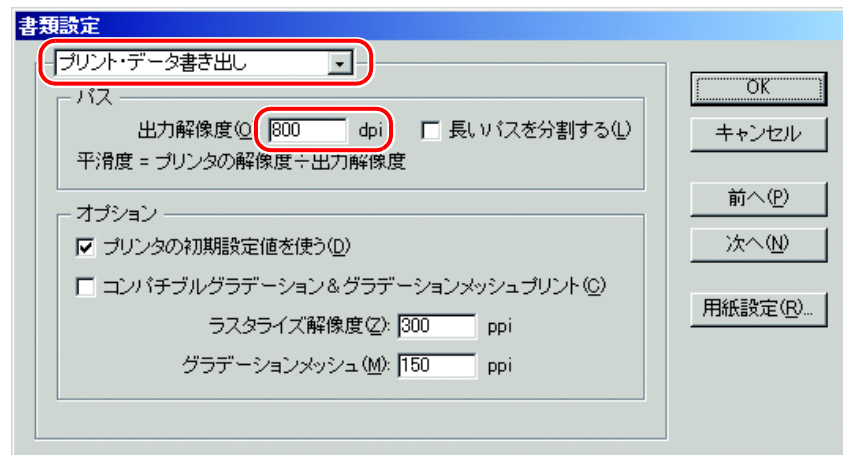 書類設定
プリント・データ書き出し
パス
出力解像度(O): 800 dpi 長いパスを分割する(L)
平滑度 = プリンタの解像度÷出力解像度
オプション
プリンタの初期設定値を使う(D)
コンパチブルグラデーション＆グラデーションメッシュプリント(C)
ラスタライズ解像度(Z): 300 ppi
グラデーションメッシュ(M): 150 ppi
OK
キャンセル
前へ(P)
次へ(N)
用紙設定(R)...